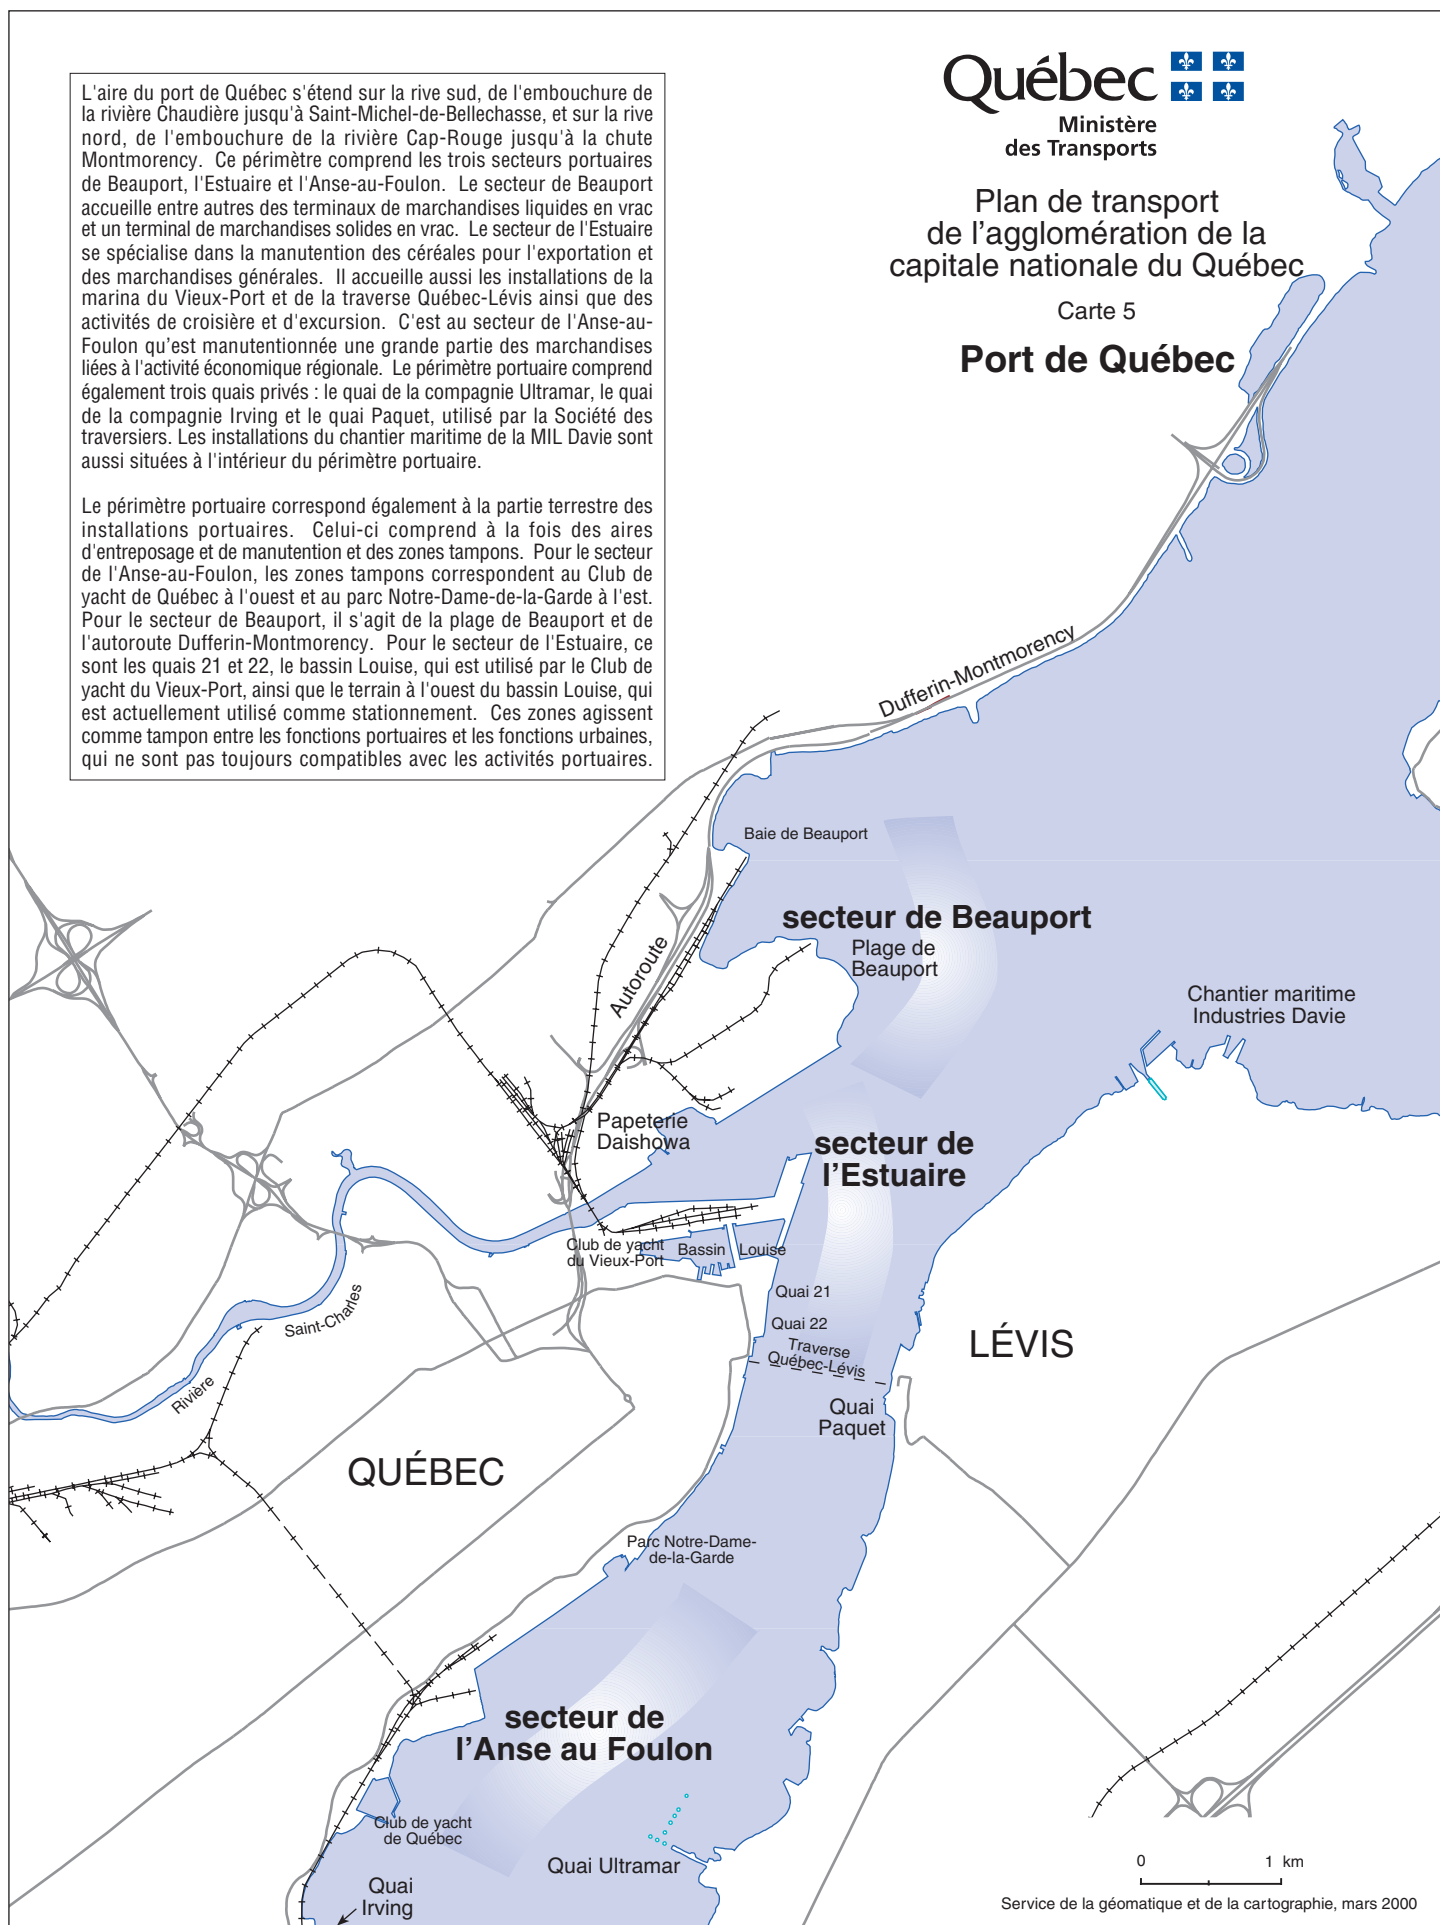 L'aire du port de Québec s'étend sur la rive sud, de l'embouchure de
la rivière Chaudière jusqu'à Saint-Michel-de-Bellechasse, et sur la rive
nord, de l'embouchure de la rivière Cap-Rouge jusqu'à la chute
Montmorency. Ce périmètre comprend les trois secteurs portuaires
de Beauport, l'Estuaire et l'Anse-au-Foulon. Le secteur de Beauport
accueille entre autres des terminaux de marchandises liquides en vrac
et un terminal de marchandises solides en vrac. Le secteur de l'Estuaire
se spécialise dans la manutention des céréales pour l'exportation et
des marchandises générales. Il accueille aussi les installations de la
marina du Vieux-Port et de la traverse Québec-Lévis ainsi que des
activités de croisière et d'excursion. C'est au secteur de l'Anse-au-
Foulon qu'est manutentionnée une grande partie des marchandises
liées à l'activité économique régionale. Le périmètre portuaire comprend
également trois quais privés : le quai de la compagnie Ultramar, le quai
de la compagnie Irving et le quai Paquet, utilisé par la Société des
traversiers. Les installations du chantier maritime de la MIL Davie sont
aussi situées à l'intérieur du périmètre portuaire.
Le périmètre portuaire correspond également à la partie terrestre des
installations portuaires. Celui-ci comprend à la fois des aires
d'entreposage et de manutention et des zones tampons. Pour le secteur
de l'Anse-au-Foulon, les zones tampons correspondent au Club de
yacht de Québec à l'ouest et au parc Notre-Dame-de-la-Garde à l'est.
Pour le secteur de Beauport, il s'agit de la plage de Beauport et de
l'autoroute Dufferin-Montmorency. Pour le secteur de l'Estuaire, ce
sont les quais 21 et 22, le bassin Louise, qui est utilisé par le Club de
yacht du Vieux-Port, ainsi que le terrain à l'ouest du bassin Louise, qui
est actuellement utilisé comme stationnement. Ces zones agissent
comme tampon entre les fonctions portuaires et les fonctions urbaines,
qui ne sont pas toujours compatibles avec les activités portuaires.
Québec
Ministère
des Transports
Plan de transport
de l'agglomération de la
capitale nationale du Québec
Carte 5
Port de Québec
Dufferin-Montmorency
Baie de Beauport
secteur de Beauport
Plage de
Beauport
Autoroute
Chantier maritime
Industries Davie
Papeterie
Daishowa
secteur de
l'Estuaire
Club de yacht
du Vieux-Port
Bassin
Louise
Quai 21
Quai 22
Traverse
Québec-Lévis
LÉVIS
Saint-Charles
Rivière
Quai
Paquet
QUÉBEC
Parc Notre-Dame-
de-la-Garde
secteur de
l'Anse au Foulon
Club de yacht
de Québec
Quai Ultramar
Quai
Irving
0 1 km
Service de la géomatique et de la cartographie, mars 2000